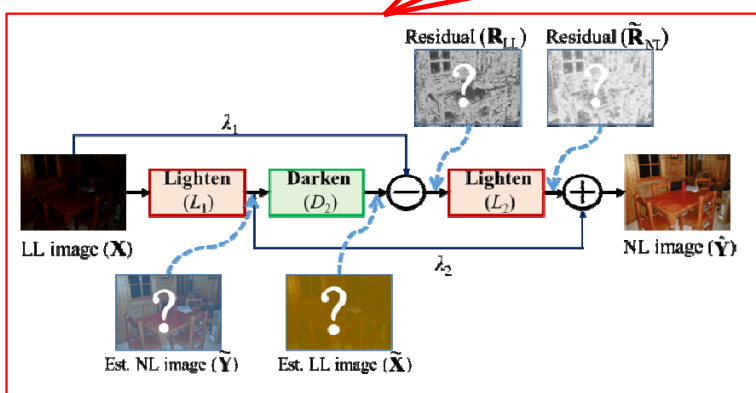 Residual (R_LL)
Residual (R̃_NL)
?
?
λ₁
Lighten
(L₁)
Darken
(D₂)
−
Lighten
(L₂)
+
LL image (X)
NL image (Ŷ)
λ₂
?
?
Est. NL image (Ỹ)
Est. LL image (X̃)